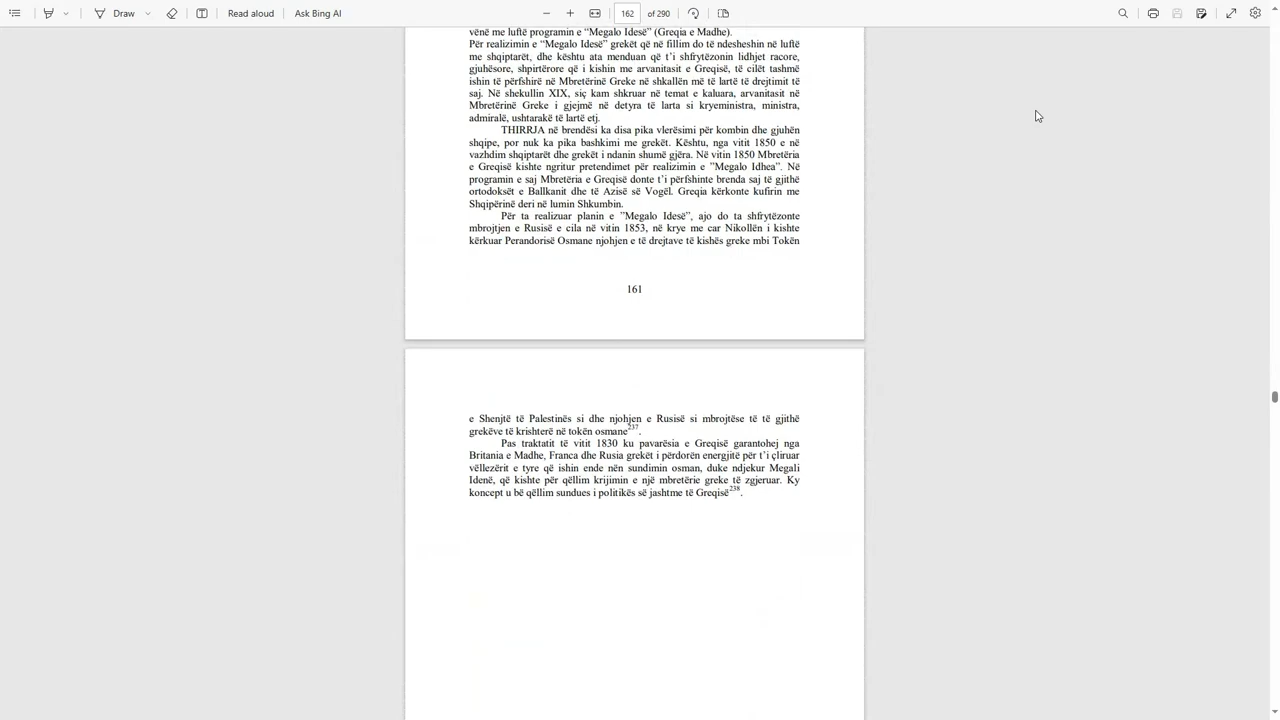 Draw
Read aloud
Ask Bing AI
162
of 290
vënë me luftë programin e “Megalo Idesë” (Greqia e Madhe).
Për realizimin e “Megalo Idesë” grekët që në fillim do të ndesheshin në luftë
me shqiptarët, dhe kështu ata menduan që t’i shfrytëzonin lidhjet racore,
gjuhësore, shpirtërore që i kishin me arvanitasit e Greqisë, të cilët tashmë
ishin të përfshirë në Mbretërinë Greke në shkallën më të lartë të drejtimit të
saj. Në shekullin XIX, siç kam shkruar në temat e kaluara, arvanitasit në
Mbretërinë Greke i gjejmë në detyra të larta si kryeministra, ministra,
admiralë, ushtarakë të lartë etj.
THIRRJA në brendësi ka disa pika vlerësimi për kombin dhe gjuhën
shqipe, por nuk ka pika bashkimi me grekët. Kështu, nga vitit 1850 e në
vazhdim shqiptarët dhe grekët i ndanin shumë gjëra. Në vitin 1850 Mbretëria
e Greqisë kishte ngritur pretendimet për realizimin e ”Megalo Idhea”. Në
programin e saj Mbretëria e Greqisë donte t’i përfshinte brenda saj të gjithë
ortodoksët e Ballkanit dhe të Azisë së Vogël. Greqia kërkonte kufirin me
Shqipërinë deri në lumin Shkumbin.
Për ta realizuar planin e ”Megalo Idesë”, ajo do ta shfrytëzonte
mbrojtjen e Rusisë e cila në vitin 1853, në krye me car Nikollën i kishte
kërkuar Perandorisë Osmane njohjen e të drejtave të kishës greke mbi Tokën
161
e Shenjtë të Palestinës si dhe njohjen e Rusisë si mbrojtëse të të gjithë
grekëve të krishterë në tokën osmane237.
Pas traktatit të vitit 1830 ku pavarësia e Greqisë garantohej nga
Britania e Madhe, Franca dhe Rusia grekët i përdorën energjitë për t’i çliruar
vëllezërit e tyre që ishin ende nën sundimin osman, duke ndjekur Megali
Idenë, që kishte për qëllim krijimin e një mbretërie greke të zgjeruar. Ky
koncept u bë qëllim sundues i politikës së jashtme të Greqisë238.